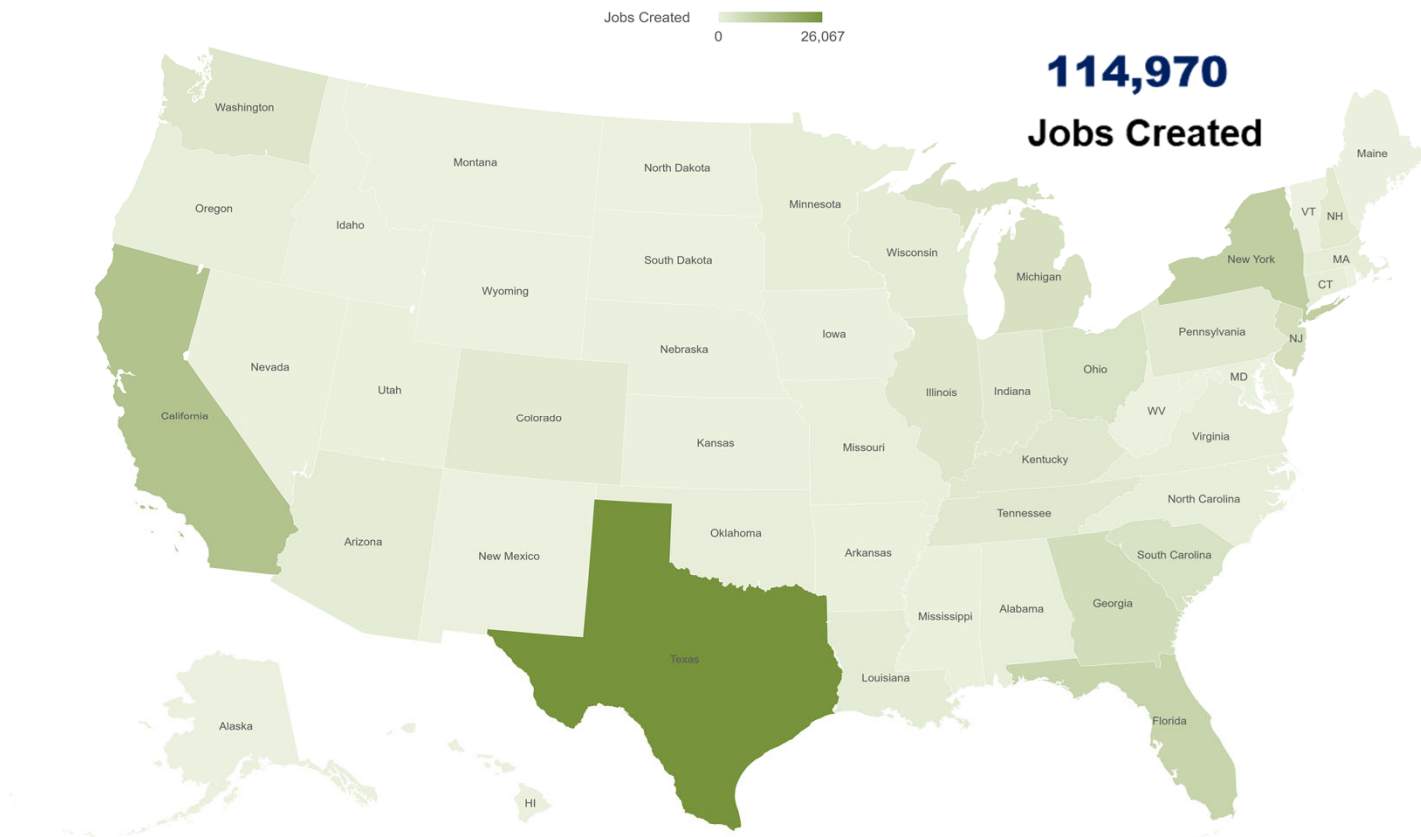 Jobs Created
0 26,067
114,970
Jobs Created
Washington
Maine
Montana
North Dakota
Minnesota
Oregon
VT
NH
Idaho
Wisconsin
South Dakota
New York
MA
Michigan
CT
Wyoming
Iowa
Pennsylvania
NJ
Nebraska
Nevada
Ohio
MD
Utah
Illinois
Indiana
WV
California
Colorado
Virginia
Kansas
Missouri
Kentucky
North Carolina
Tennessee
Oklahoma
Arizona
New Mexico
Arkansas
South Carolina
Georgia
Alabama
Mississippi
Texas
Louisiana
Florida
Alaska
HI